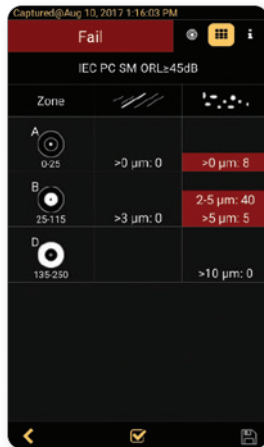 Captured@Aug 10, 2017 1:16:03 PM
Fail
i
IEC PC SM ORL≥45dB
Zone
A
0-25
>0 µm: 0
>0 µm: 8
B
25-115
>3 µm: 0
2-5 µm: 40
>5 µm: 5
D
135-250
>10 µm: 0